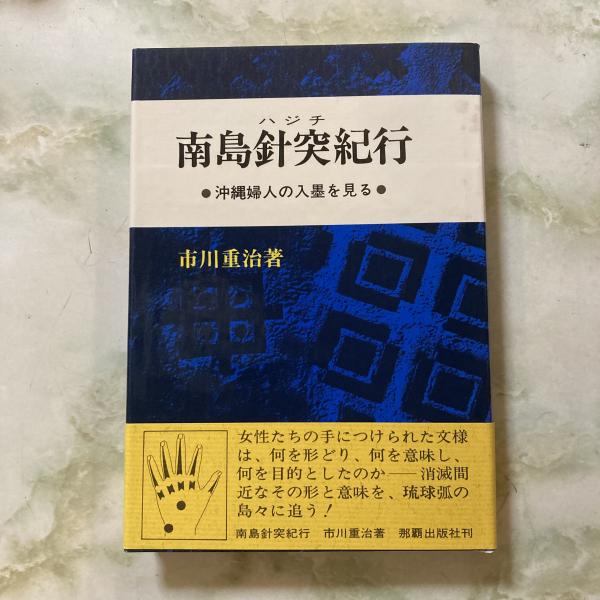 ハジチ
南島針突紀行
●沖縄婦人の入墨を見る●
市川重治著
女性たちの手につけられた文様
は、何を形どり、何を意味し、
何を目的としたのか──消滅間
近なその形と意味を、琉球弧の
島々に追う！
南島針突紀行 市川重治著 那覇出版社刊